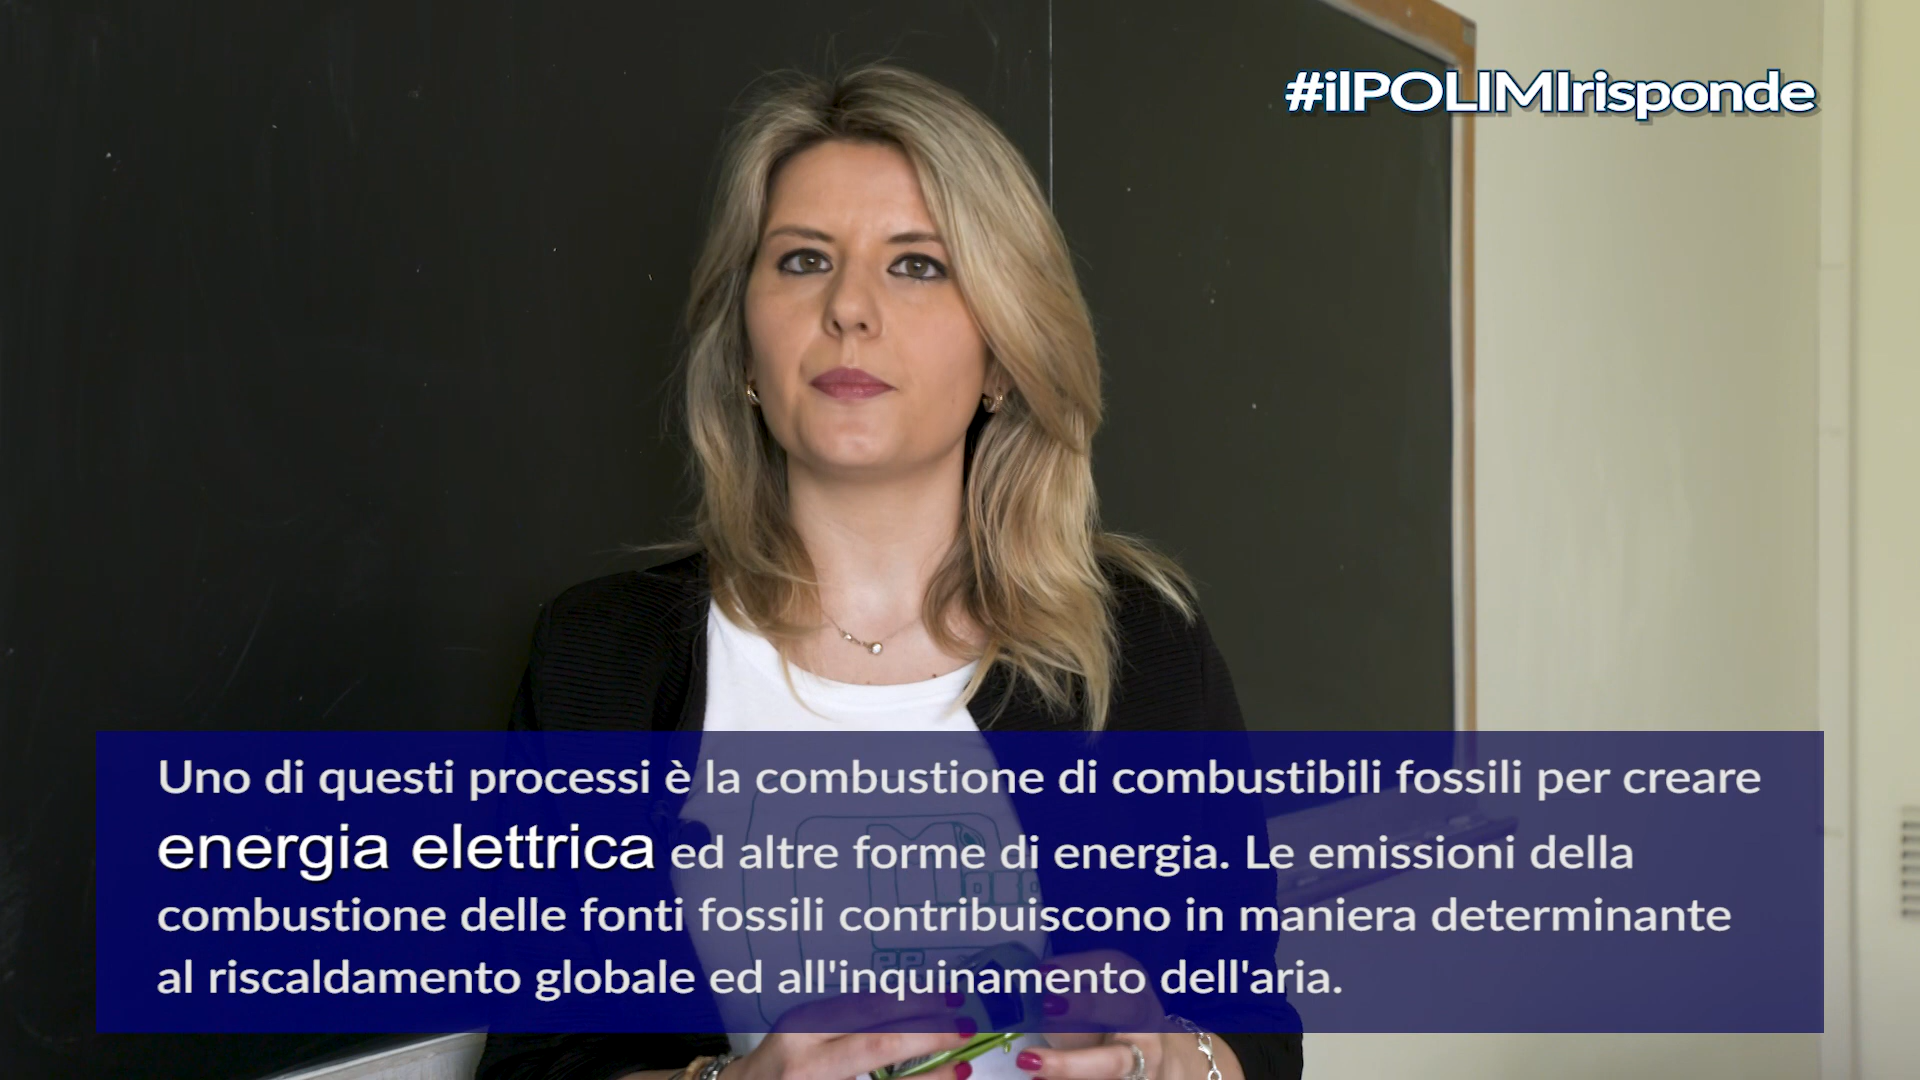 #ilPOLIMIrisponde
Uno di questi processi è la combustione di combustibili fossili per creare
energia elettrica ed altre forme di energia. Le emissioni della
combustione delle fonti fossili contribuiscono in maniera determinante
al riscaldamento globale ed all'inquinamento dell'aria.